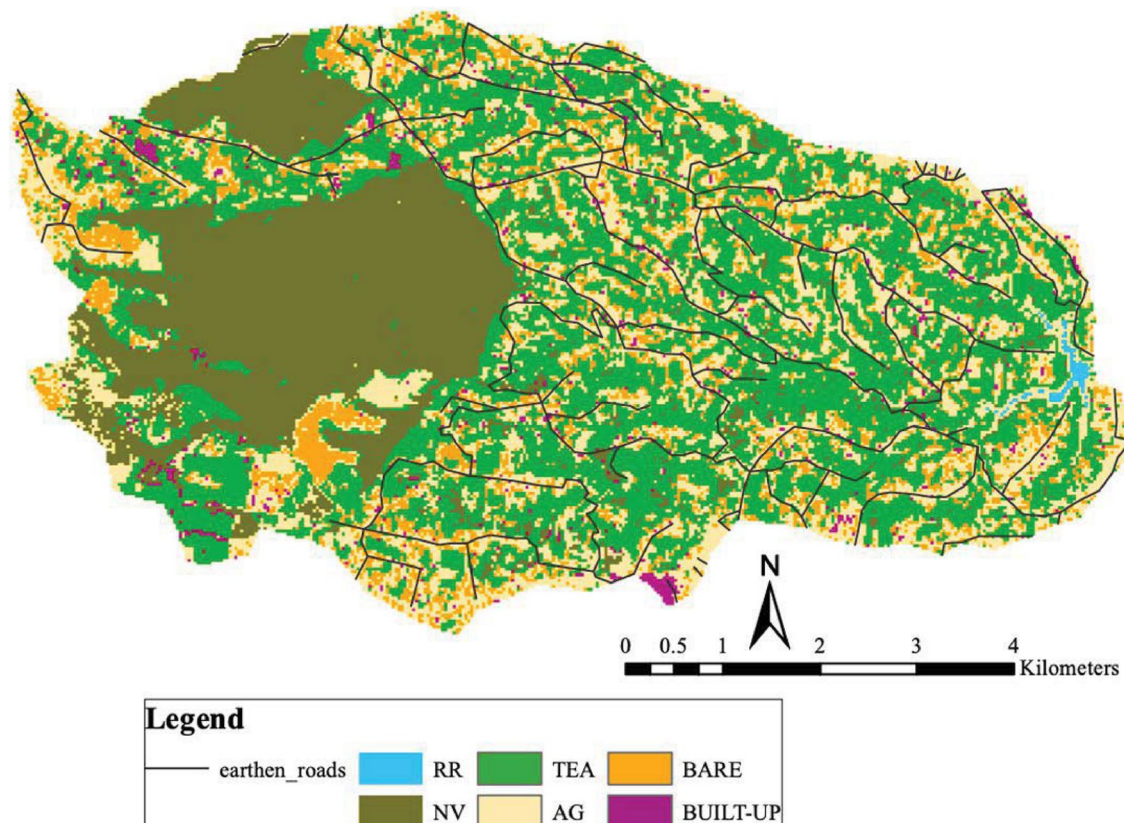 N
0 0.5 1 2 3 4
Kilometers
Legend
earthen_roads RR TEA BARE
NV AG BUILT-UP